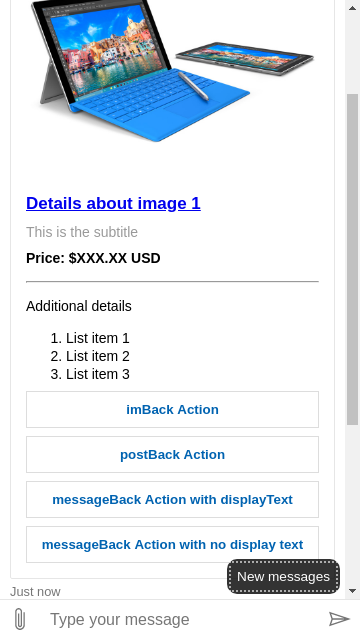 Details about image 1
This is the subtitle
Price: $XXX.XX USD
Additional details
1. List item 1
2. List item 2
3. List item 3
imBack Action
postBack Action
messageBack Action with displayText
messageBack Action with no display text
New messages
Just now
Type your message